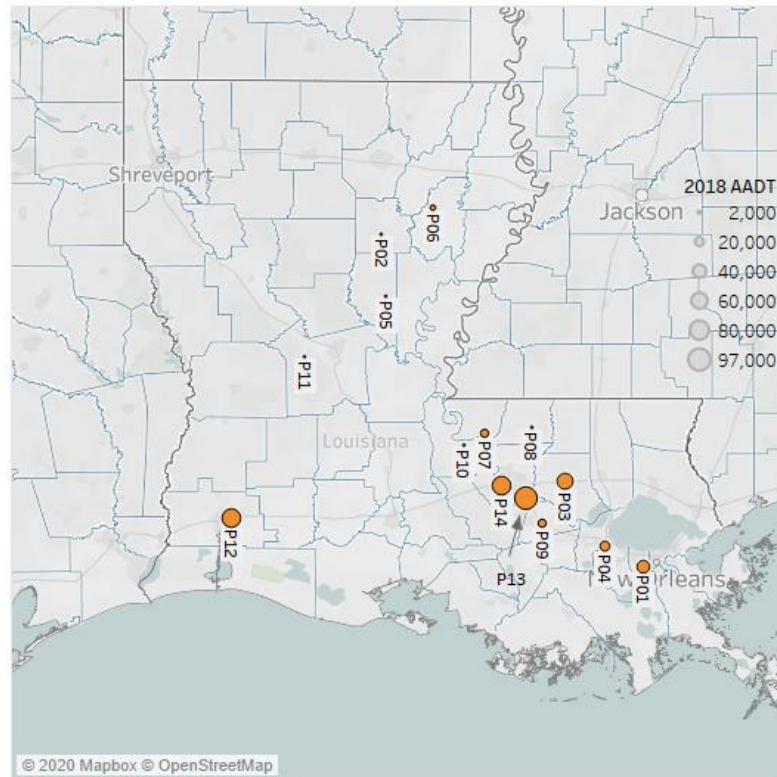 Shreveport
Jackson
2018 AADT
2,000
20,000
40,000
60,000
80,000
97,000
P06
P02
P05
P11
Louisiana
P07
P08
P10
P14
P03
P12
P09
P13
P04
P01
New Orleans
© 2020 Mapbox © OpenStreetMap